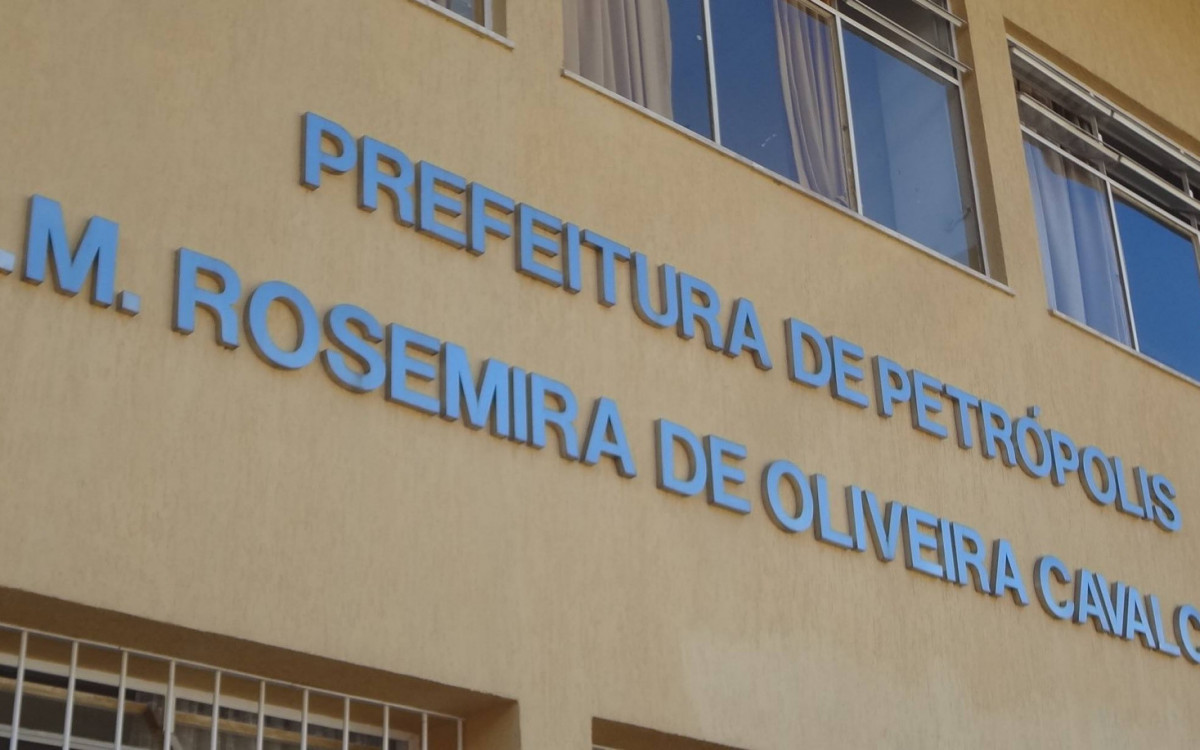 PREFEITURA DE PETRÓPOLIS
.M. ROSEMIRA DE OLIVEIRA CAVALC